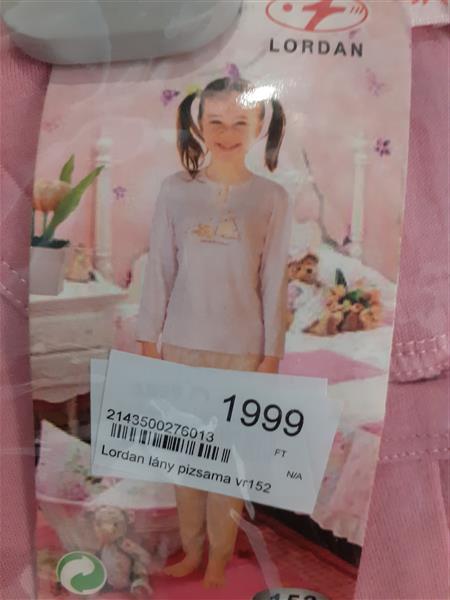 LORDAN
1999
2143500276013
FT
N/A
Lordan lány pizsama vr152